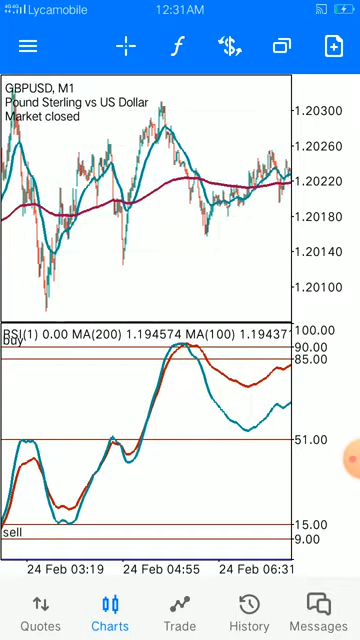 4G Lycamobile 12:31AM
GBPUSD, M1
Pound Sterling vs US Dollar
Market closed
1.20300
1.20260
1.20220
1.20180
1.20140
1.20100
RSI(1) 0.00 MA(200) 1.194574 MA(100) 1.194371
buy
100.00
90.00
85.00
51.00
15.00
sell
9.00
24 Feb 03:19 24 Feb 04:55 24 Feb 06:31
Quotes Charts Trade History Messages